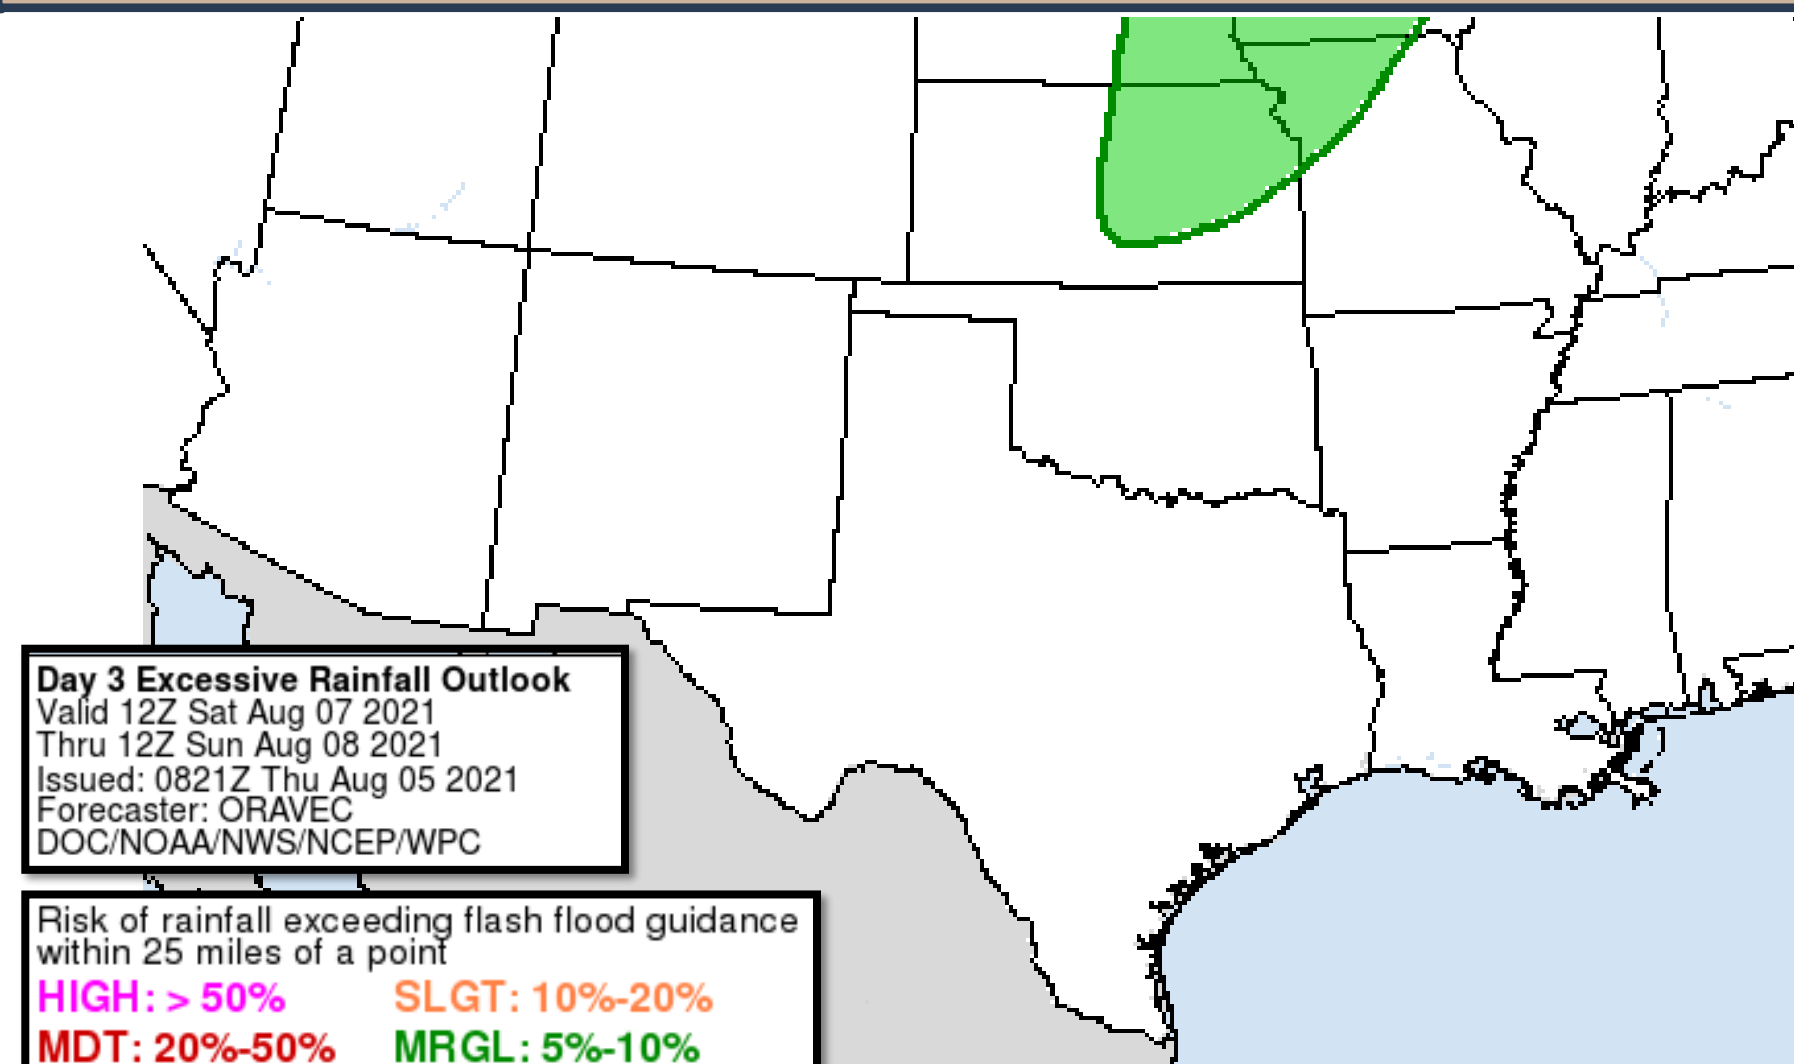 Day 3 Excessive Rainfall Outlook
Valid 12Z Sat Aug 07 2021
Thru 12Z Sun Aug 08 2021
Issued: 0821Z Thu Aug 05 2021
Forecaster: ORAVEC
DOC/NOAA/NWS/NCEP/WPC
Risk of rainfall exceeding flash flood guidance
within 25 miles of a point
HIGH: > 50% SLGT: 10%-20%
MDT: 20%-50% MRGL: 5%-10%